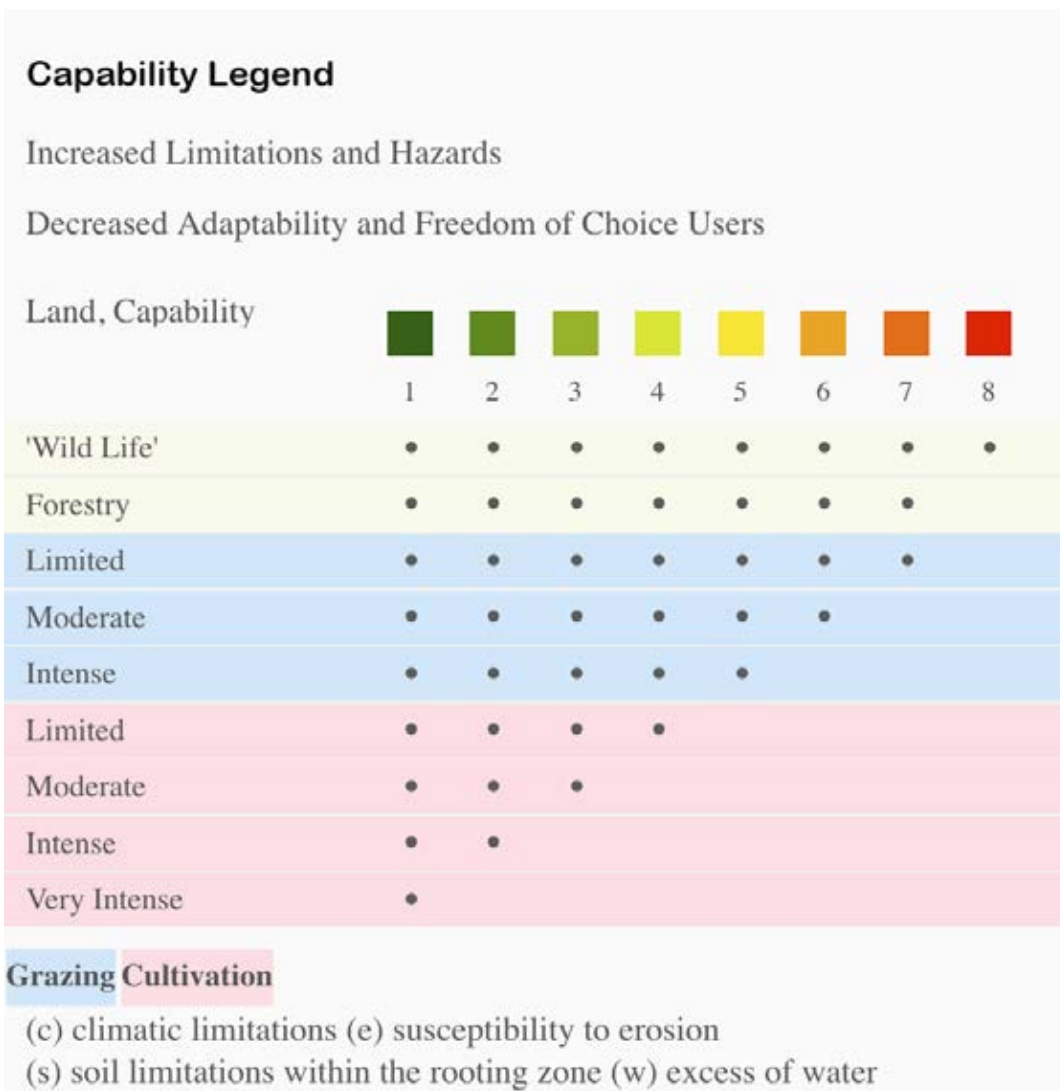 Capability Legend
Increased Limitations and Hazards
Decreased Adaptability and Freedom of Choice Users
Land, Capability
1 2 3 4 5 6 7 8
'Wild Life'
Forestry
Limited
Moderate
Intense
Limited
Moderate
Intense
Very Intense
Grazing Cultivation
(c) climatic limitations (e) susceptibility to erosion
(s) soil limitations within the rooting zone (w) excess of water